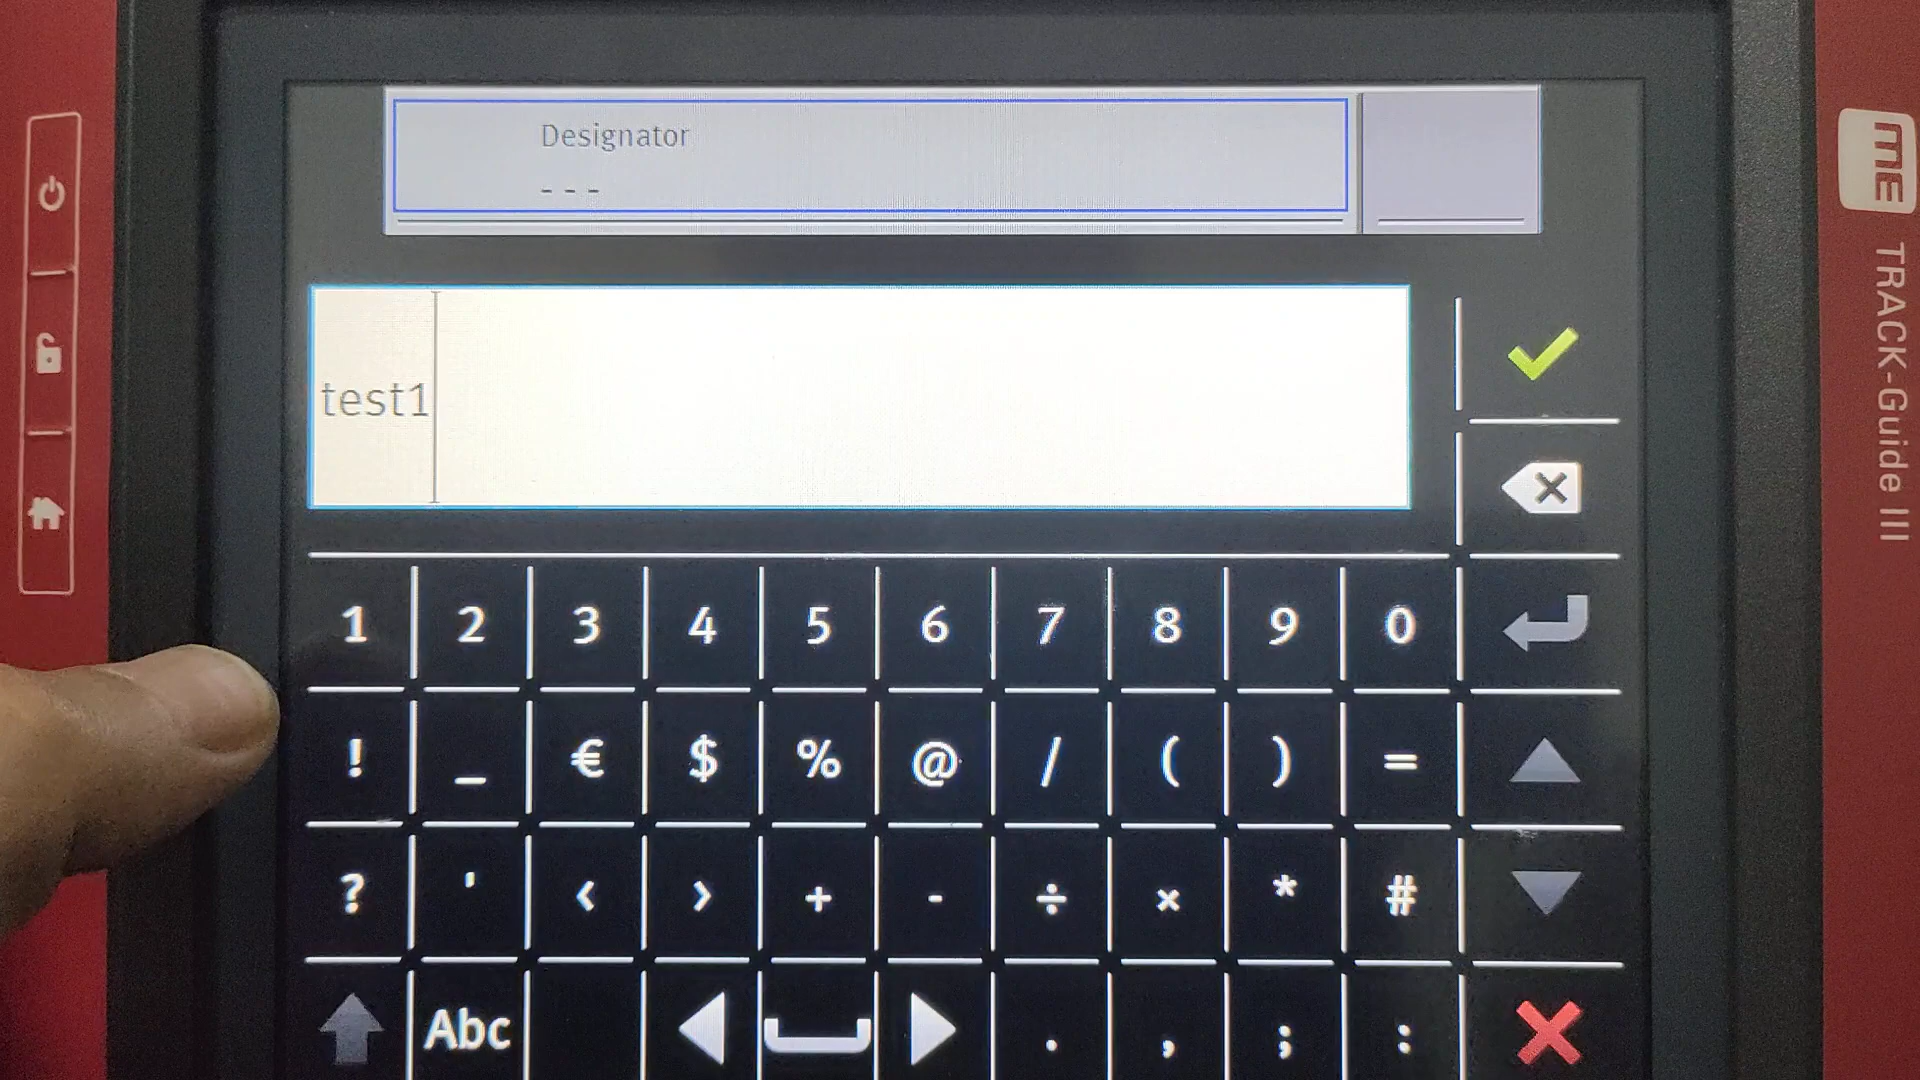 Designator
- - -
test1
1 2 3 4 5 6 7 8 9 0
! _ € $ % @ / ( ) =
? ' < > + - ÷ × * #
Abc . , ; :
ME TRACK-Guide III